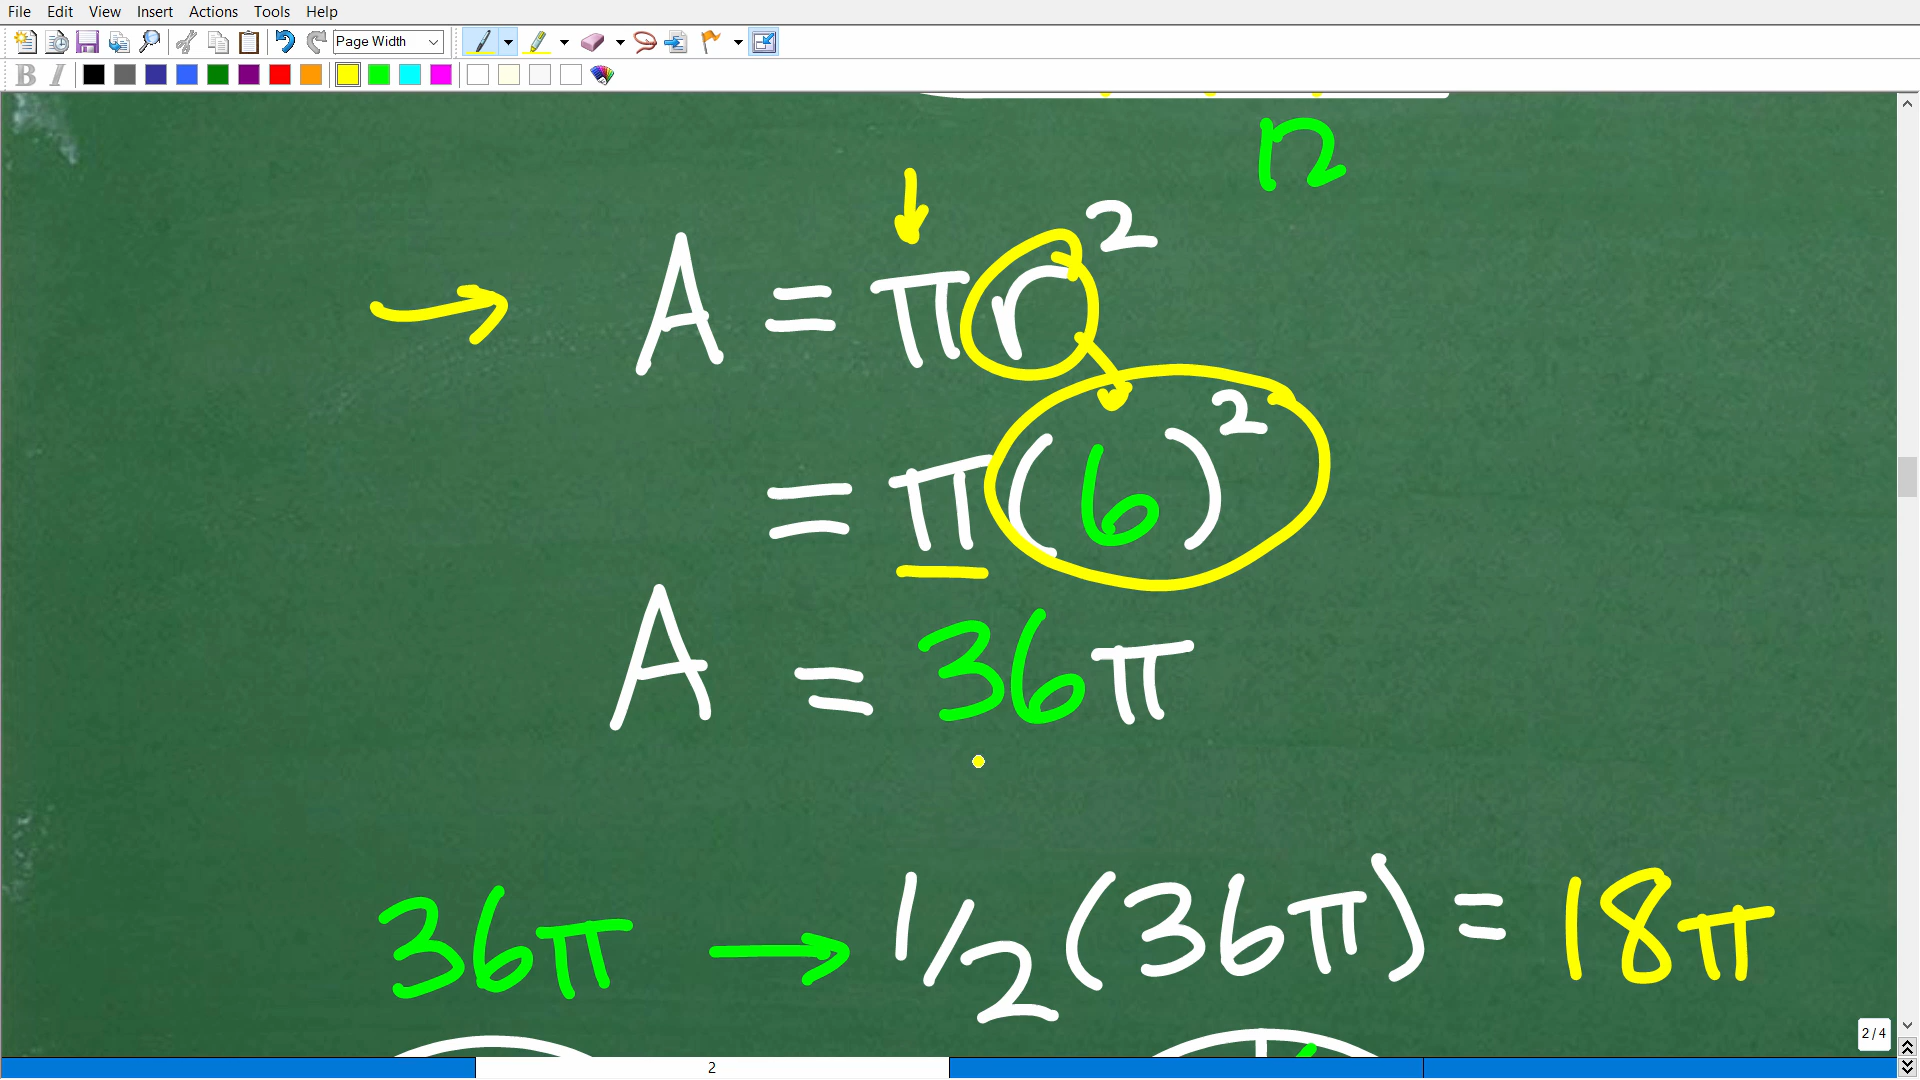 File Edit View Insert Actions Tools Help
Page Width
B I
12
A = πr²
= π(6)²
A = 36π
36π → 1/2(36π) = 18π
2 / 4
2